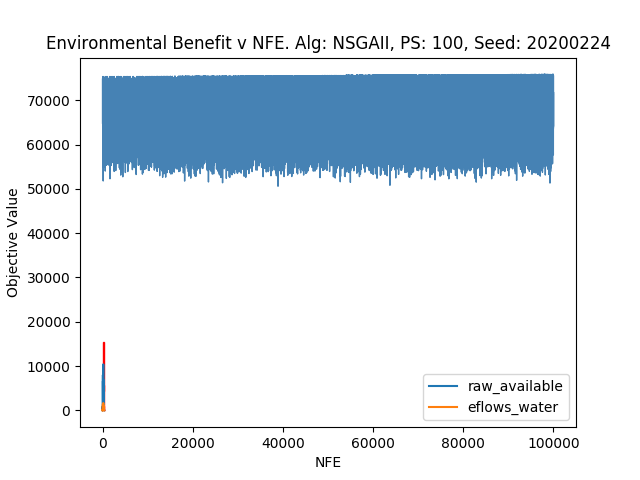 Environmental Benefit v NFE. Alg: NSGAII, PS: 100, Seed: 20200224
Objective Value
70000
60000
50000
40000
30000
20000
10000
0
raw_available
eflows_water
0 20000 40000 60000 80000 100000
NFE